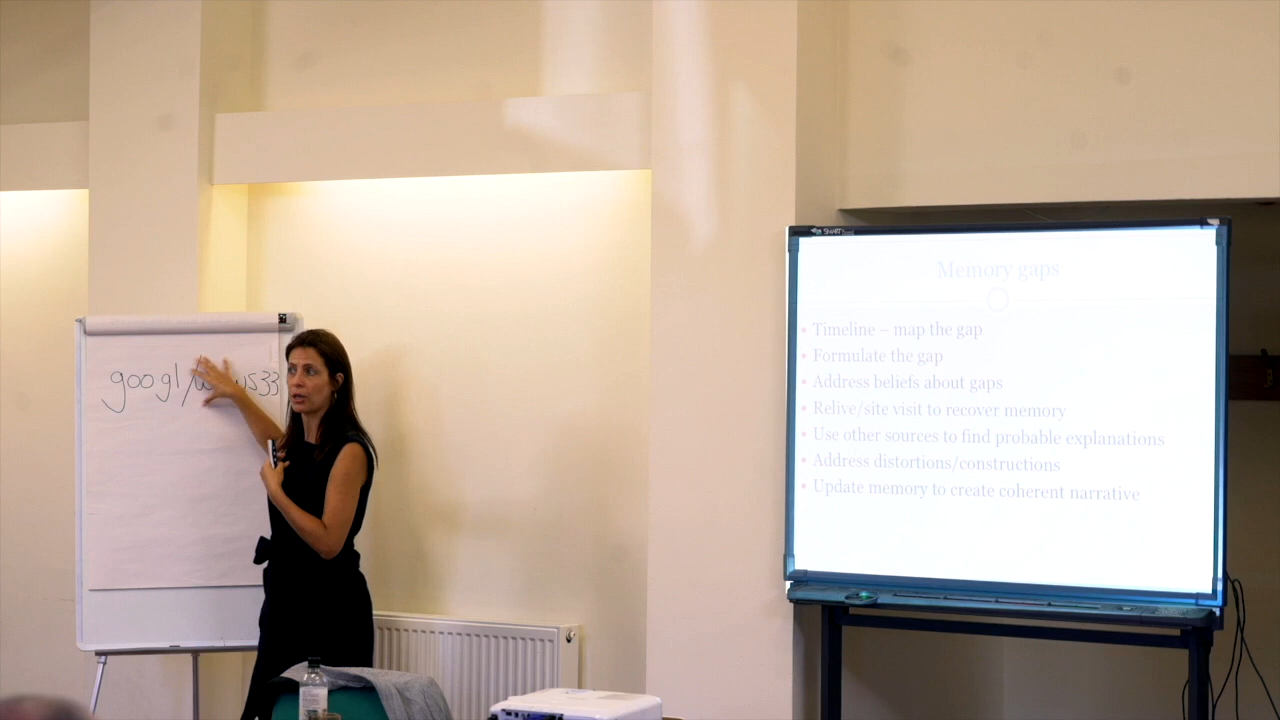 SMART
Memory gaps
• Timeline – map the gap
• Formulate the gap
• Address beliefs about gaps
• Relive/site visit to recover memory
• Use other sources to find probable explanations
• Address distortions/constructions
• Update memory to create coherent narrative